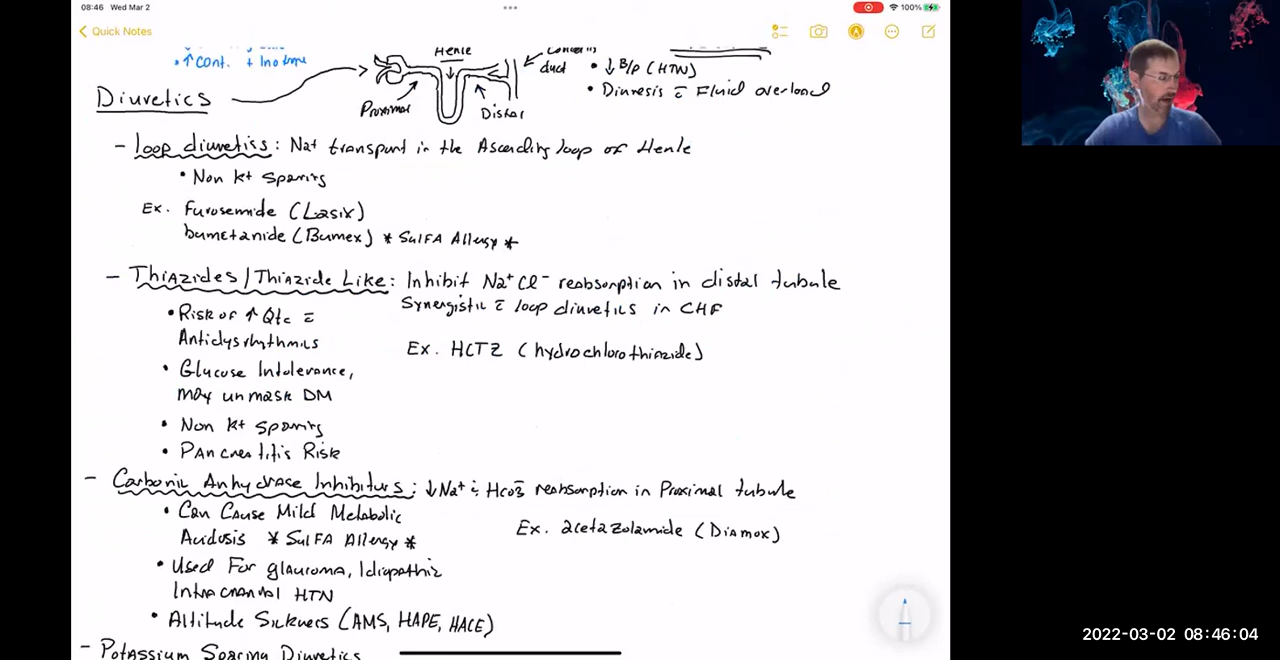 08:46 Wed Mar 2
100%
Quick Notes
↑ Cont. + Inotrope
Henle
duct
• ↓ B/P (HTN)
Diuretics
Proximal
Distal
• Diuresis c̄ Fluid overload
- Loop diuretics: Na+ transport in the Ascending loop of Henle
• Non K+ sparing
Ex. Furosemide (Lasix)
bumetanide (Bumex) * Sulfa Allergy *
- Thiazides/Thiazide Like: Inhibit Na+ Cl- reabsorption in distal tubule
Synergistic c̄ loop diuretics in CHF
• Risk of ↑ Qtc c̄
Antidysrhythmics
Ex. HCTZ (hydrochlorothiazide)
• Glucose Intolerance,
may unmask DM
• Non K+ sparing
• Pancreatitis Risk
- Carbonic Anhydrase Inhibitors: ↓ Na+ & HCO3- reabsorption in Proximal tubule
• Can Cause Mild Metabolic
Acidosis * Sulfa Allergy *
Ex. acetazolamide (Diamox)
• Used For glaucoma, Idiopathic
Intracranial HTN
• Altitude Sickness (AMS, HAPE, HACE)
- Potassium Sparing Diuretics
2022-03-02 08:46:04